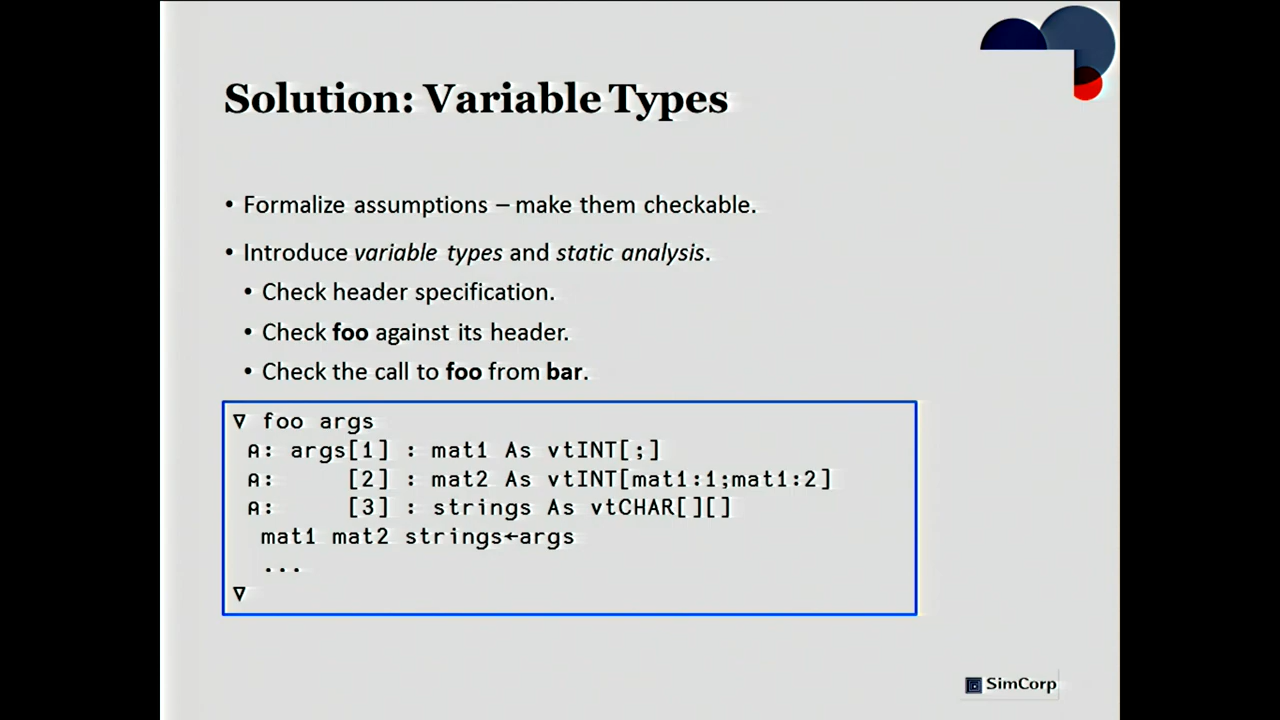 Solution: Variable Types
• Formalize assumptions – make them checkable.
• Introduce variable types and static analysis.
• Check header specification.
• Check foo against its header.
• Check the call to foo from bar.
∇ foo args
⍝: args[1] : mat1 As vtINT[;]
⍝: [2] : mat2 As vtINT[mat1:1;mat1:2]
⍝: [3] : strings As vtCHAR[][]
mat1 mat2 strings←args
...
∇
SimCorp